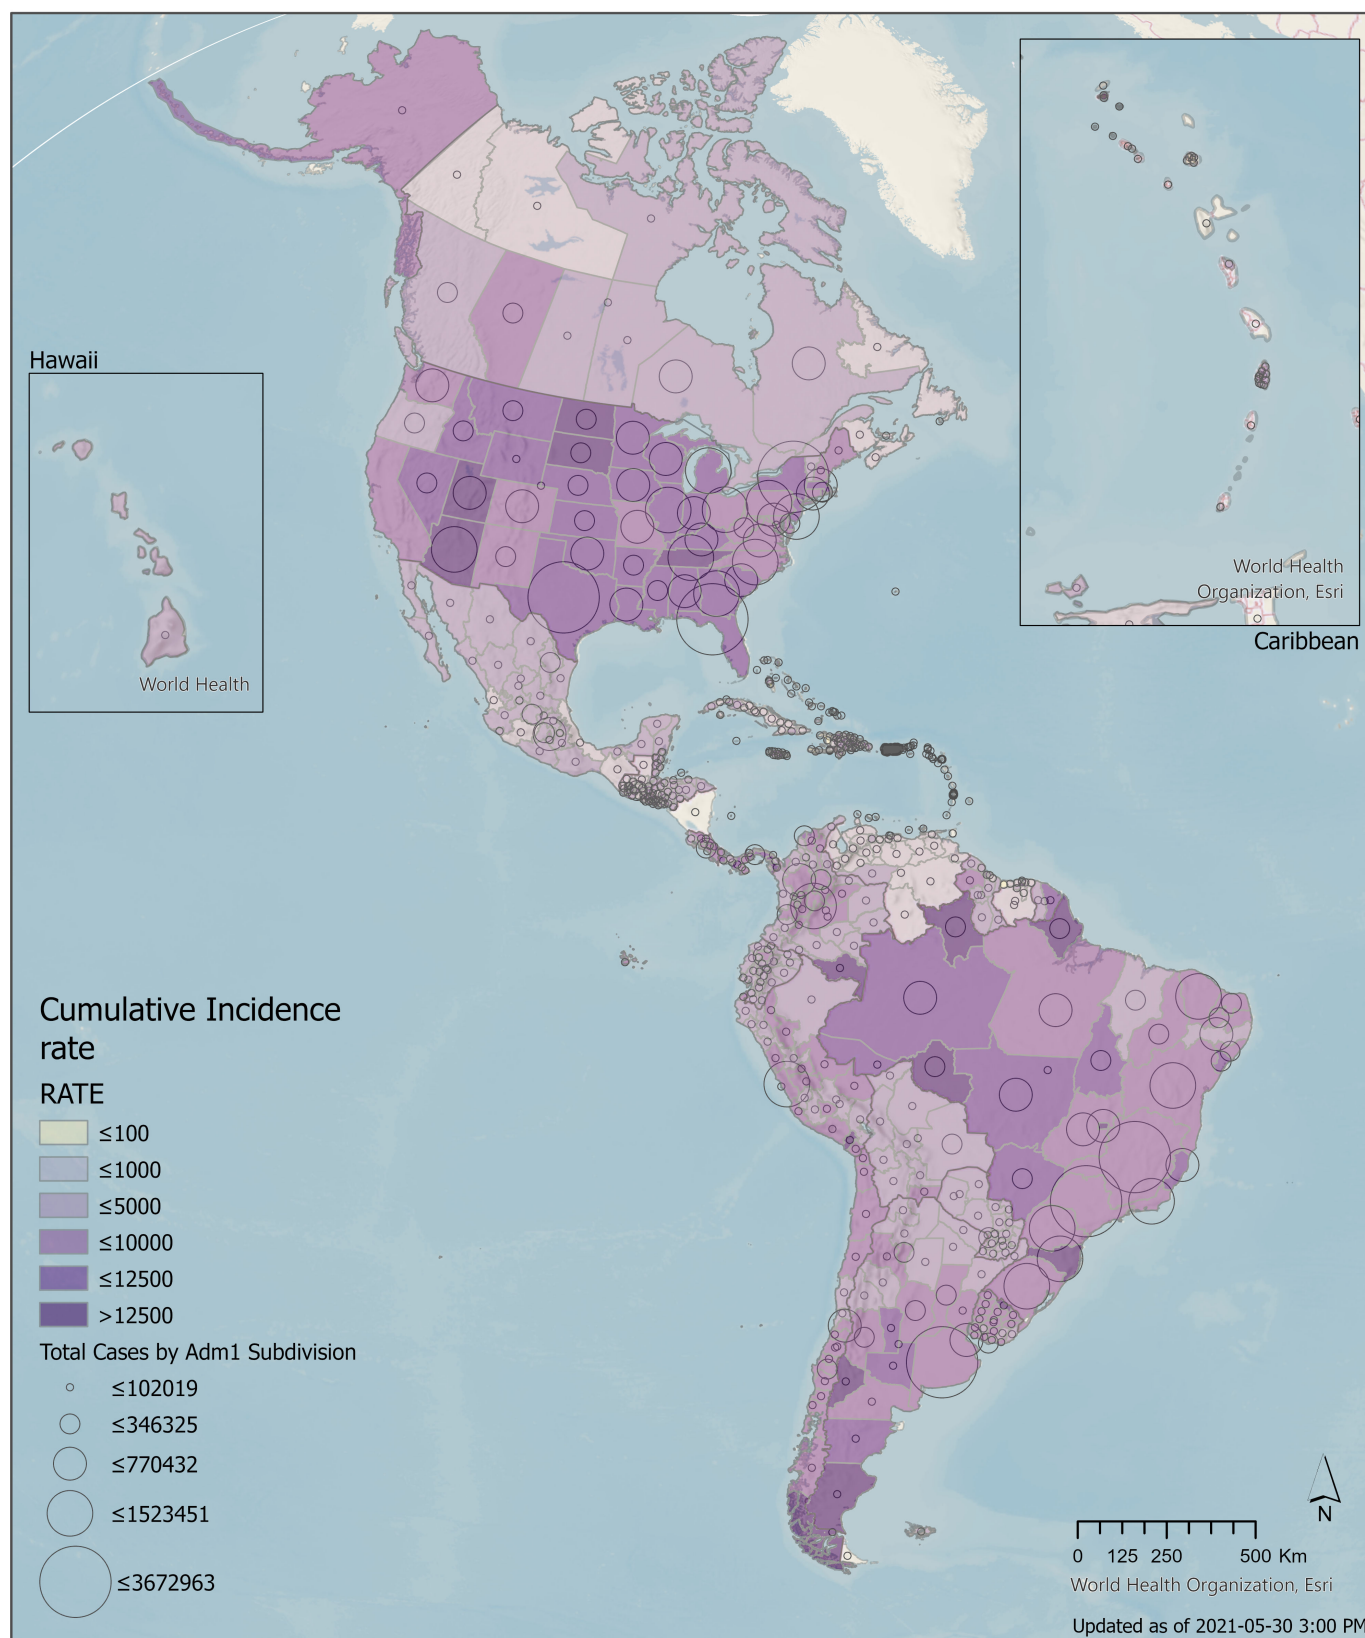 Hawaii
World Health
World Health
Organization, Esri
Caribbean
Cumulative Incidence
rate
RATE
≤100
≤1000
≤5000
≤10000
≤12500
>12500
Total Cases by Adm1 Subdivision
≤102019
≤346325
≤770432
≤1523451
≤3672963
N
0 125 250 500 Km
World Health Organization, Esri
Updated as of 2021-05-30 3:00 PM